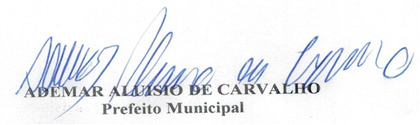 ADEMAR ALUISIO DE CARVALHO
Prefeito Municipal